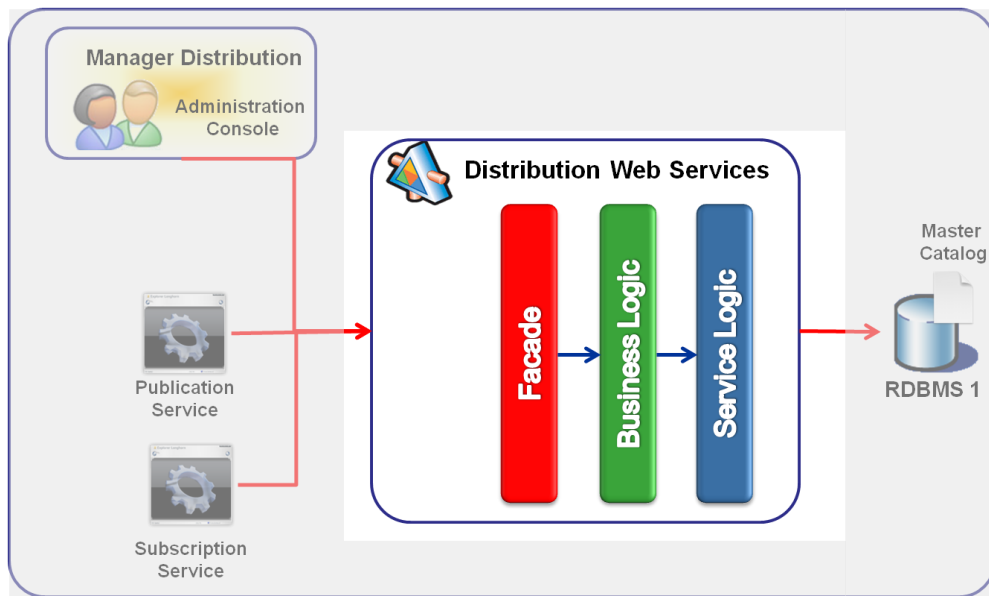 Manager Distribution
Administration
Console
Distribution Web Services
Facade
Business Logic
Service Logic
Master
Catalog
RDBMS 1
Publication
Service
Subscription
Service